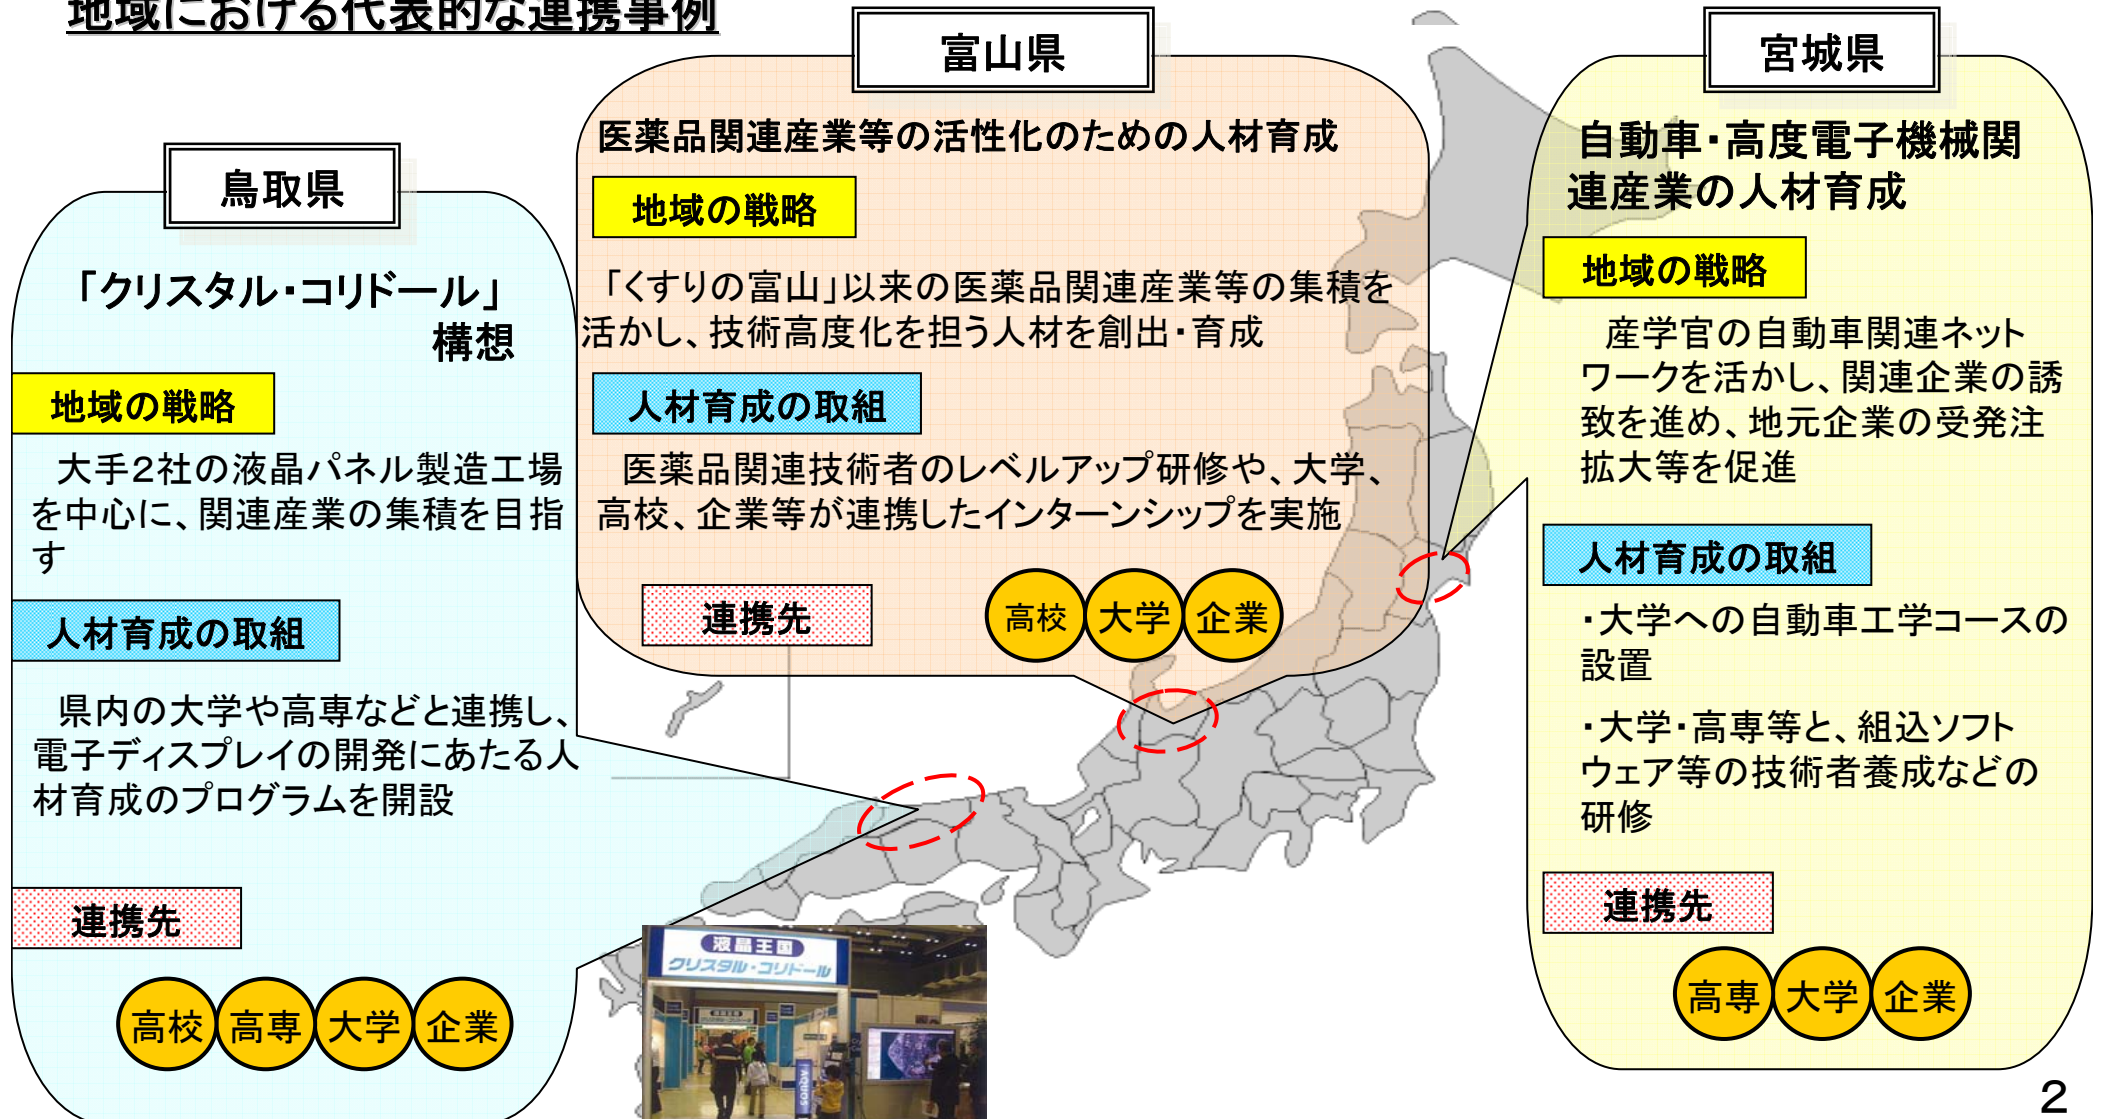 地域における代表的な連携事例
鳥取県
「クリスタル・コリドール」
構想
地域の戦略
大手2社の液晶パネル製造工場
を中心に、関連産業の集積を目指
す
人材育成の取組
県内の大学や高専などと連携し、
電子ディスプレイの開発にあたる人
材育成のプログラムを開設
連携先
高校 高専 大学 企業
富山県
医薬品関連産業等の活性化のための人材育成
地域の戦略
「くすりの富山」以来の医薬品関連産業等の集積を
活かし、技術高度化を担う人材を創出・育成
人材育成の取組
医薬品関連技術者のレベルアップ研修や、大学、
高校、企業等が連携したインターンシップを実施
連携先
高校 大学 企業
宮城県
自動車・高度電子機械関
連産業の人材育成
地域の戦略
産学官の自動車関連ネット
ワークを活かし、関連企業の誘
致を進め、地元企業の受発注
拡大等を促進
人材育成の取組
・大学への自動車工学コースの
設置
・大学・高専等と、組込ソフト
ウェア等の技術者養成などの
研修
連携先
高専 大学 企業
液晶王国
クリスタル・コリドール
AQUOS
2